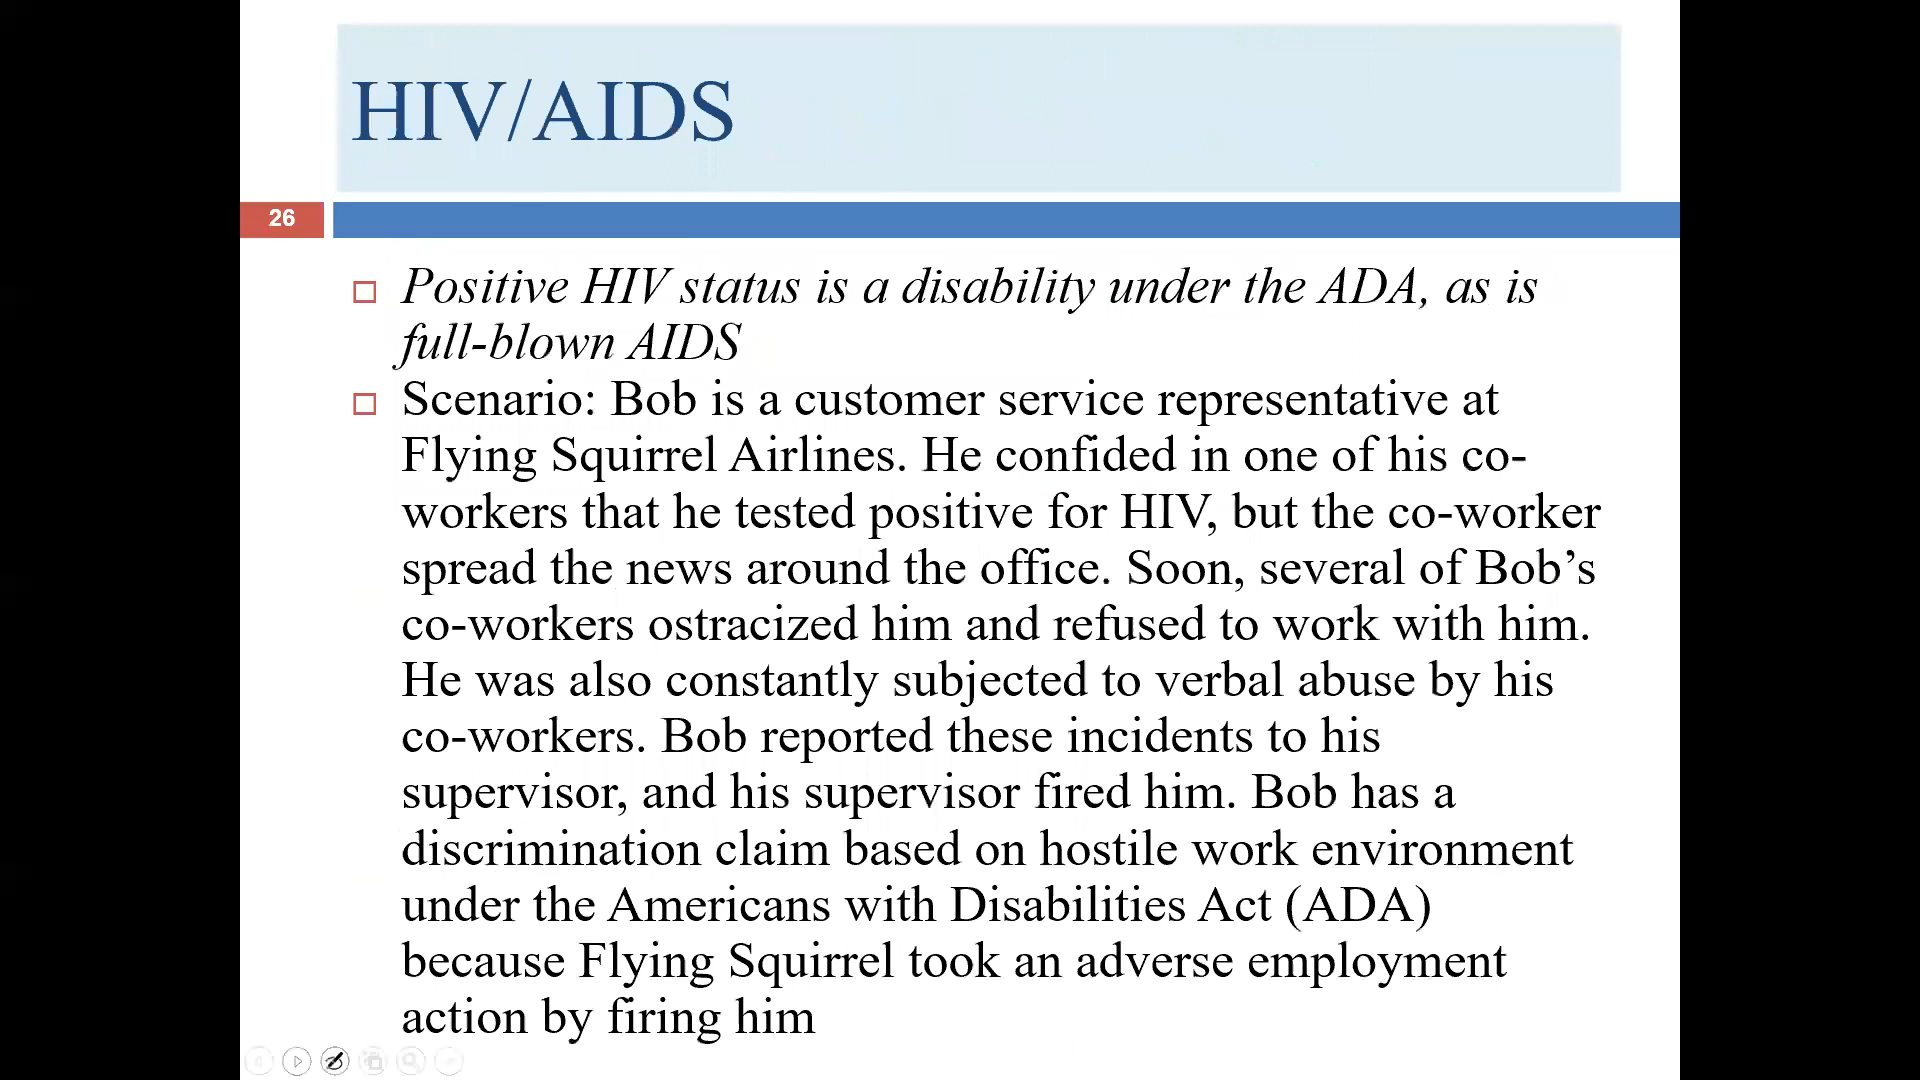 HIV/AIDS
26
Positive HIV status is a disability under the ADA, as is
full-blown AIDS
Scenario: Bob is a customer service representative at
Flying Squirrel Airlines. He confided in one of his co-
workers that he tested positive for HIV, but the co-worker
spread the news around the office. Soon, several of Bob’s
co-workers ostracized him and refused to work with him.
He was also constantly subjected to verbal abuse by his
co-workers. Bob reported these incidents to his
supervisor, and his supervisor fired him. Bob has a
discrimination claim based on hostile work environment
under the Americans with Disabilities Act (ADA)
because Flying Squirrel took an adverse employment
action by firing him